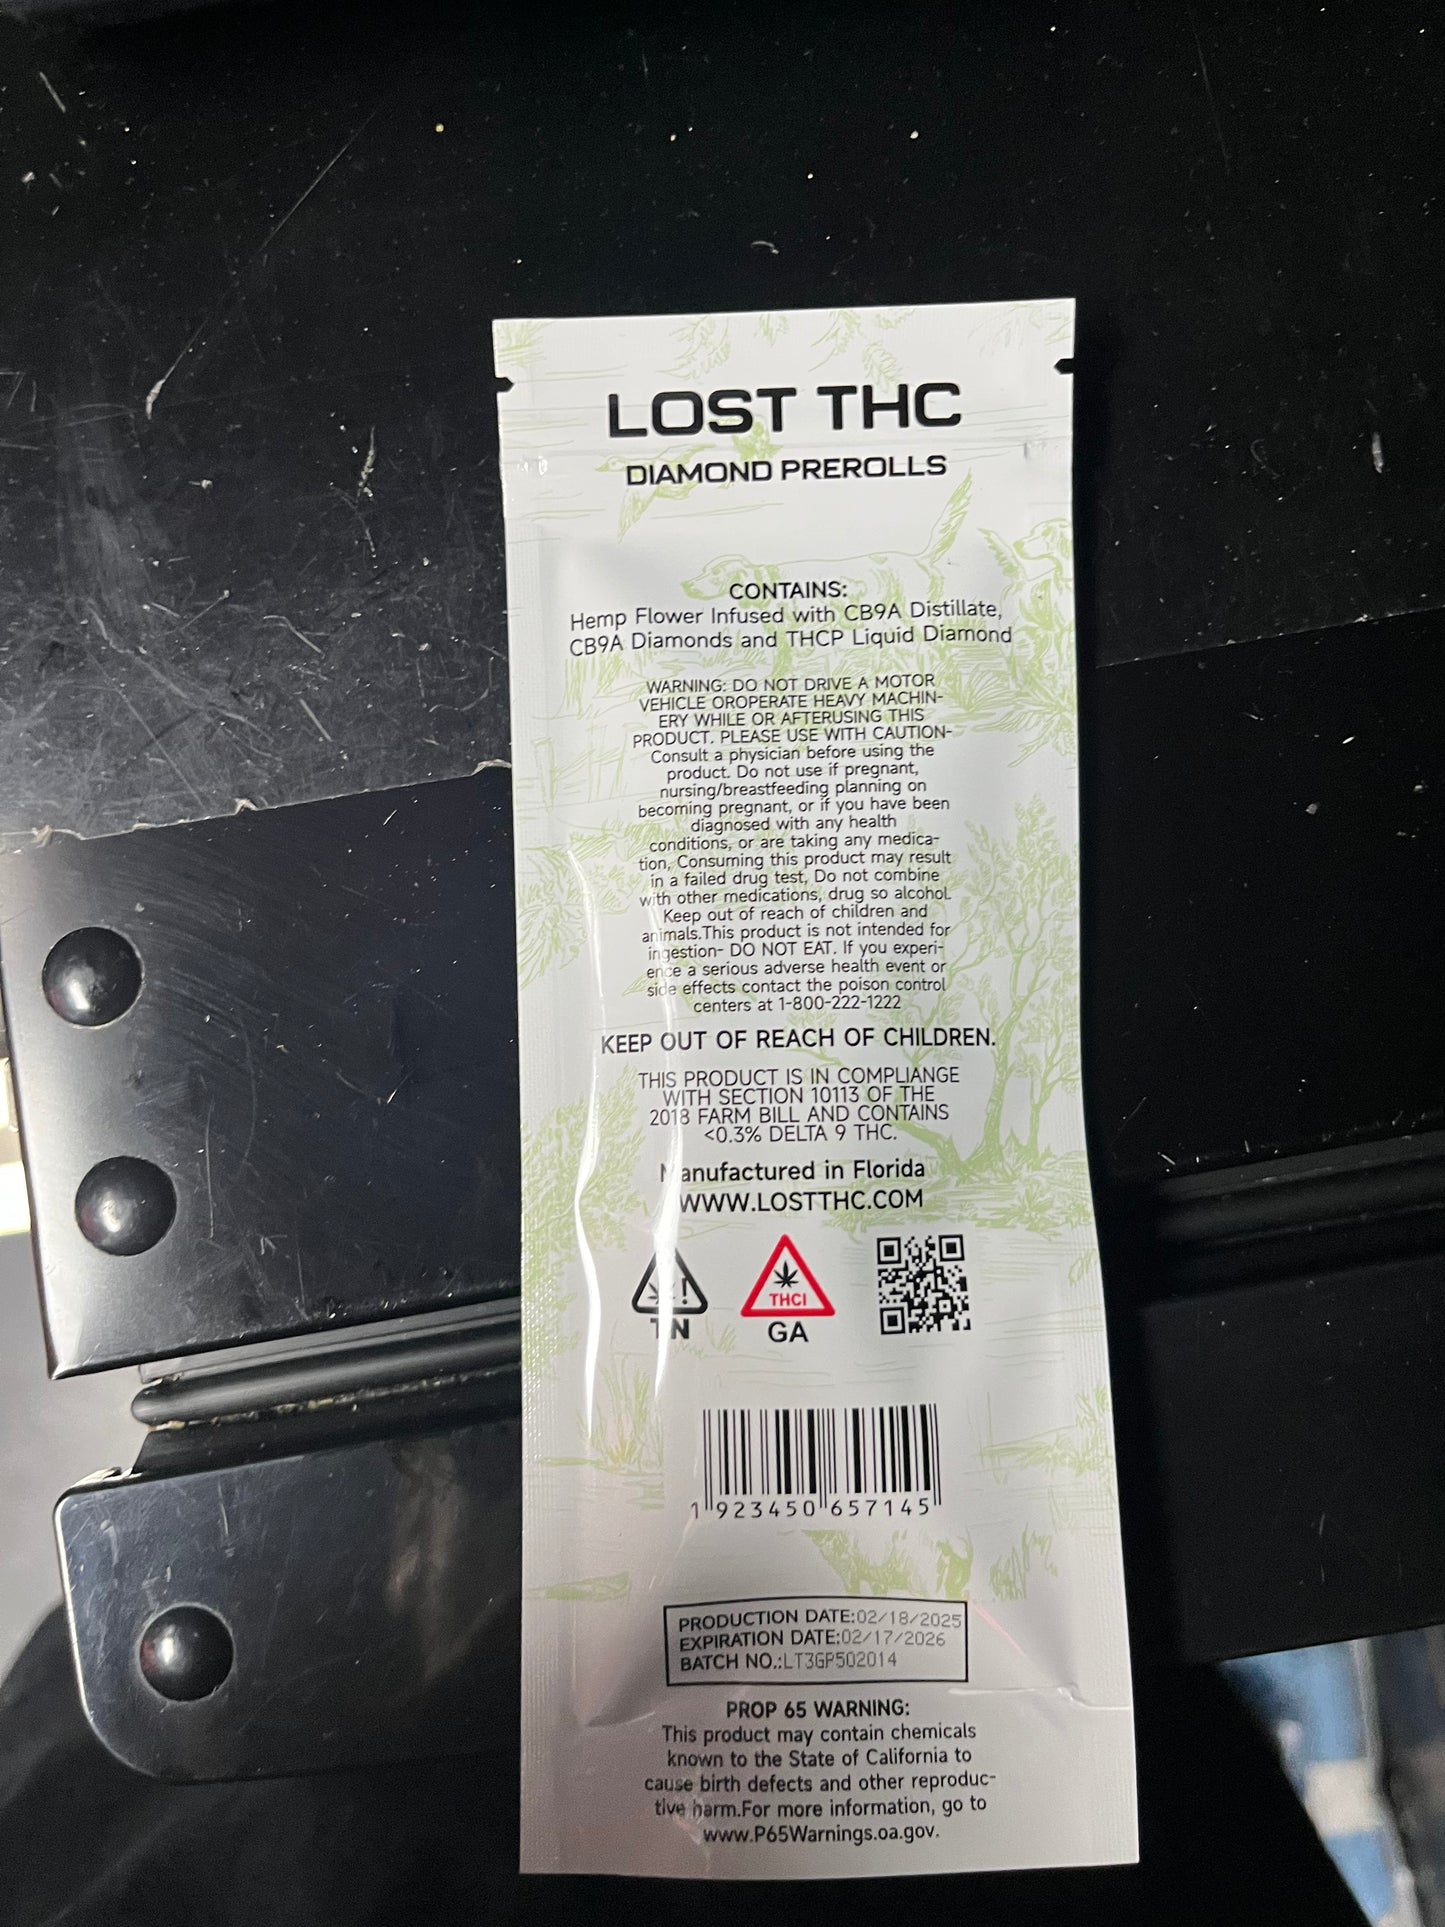 LOST THC
DIAMOND PREROLLS
CONTAINS:
Hemp Flower Infused with CB9A Distillate,
CB9A Diamonds and THCP Liquid Diamond
WARNING: DO NOT DRIVE A MOTOR
VEHICLE OROPERATE HEAVY MACHIN-
ERY WHILE OR AFTERUSING THIS
PRODUCT. PLEASE USE WITH CAUTION-
Consult a physician before using the
product. Do not use if pregnant,
nursing/breastfeeding planning on
becoming pregnant, or if you have been
diagnosed with any health
conditions, or are taking any medica-
tion, Consuming this product may result
in a failed drug test, Do not combine
with other medications, drug so alcohol.
Keep out of reach of children and
animals.This product is not intended for
ingestion- DO NOT EAT. If you experi-
ence a serious adverse health event or
side effects contact the poison control
centers at 1-800-222-1222
KEEP OUT OF REACH OF CHILDREN.
THIS PRODUCT IS IN COMPLIANGE
WITH SECTION 10113 OF THE
2018 FARM BILL AND CONTAINS
<0.3% DELTA 9 THC.
Manufactured in Florida
WWW.LOSTTHC.COM
!
THCI
TN
GA
1 923450 657145
PRODUCTION DATE:02/18/2025
EXPIRATION DATE:02/17/2026
BATCH NO.:LT3GP502014
PROP 65 WARNING:
This product may contain chemicals
known to the State of California to
cause birth defects and other reproduc-
tive harm.For more information, go to
www.P65Warnings.oa.gov.